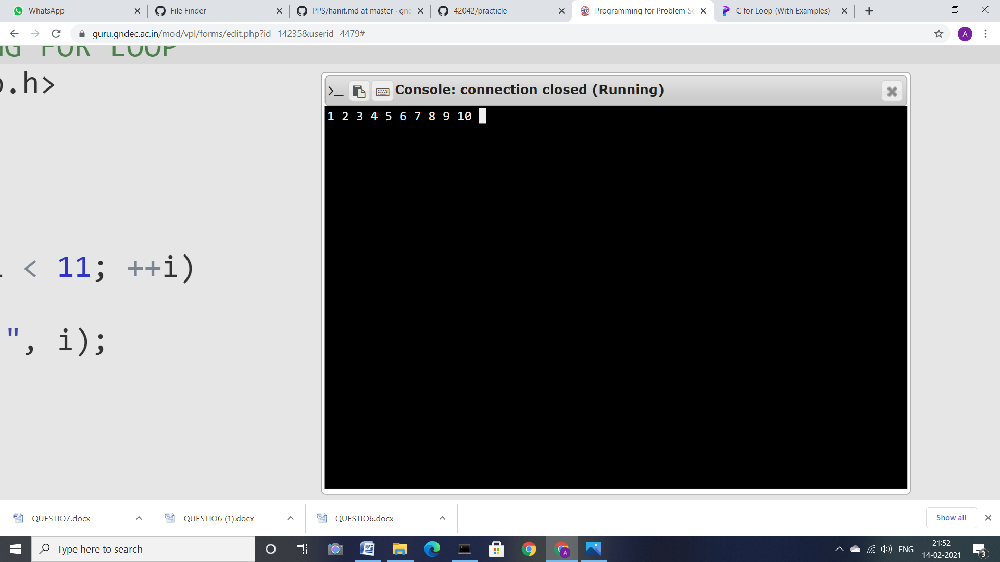 WhatsApp
File Finder
PPS/hanit.md at master · gne
42042/practicle
Programming for Problem So
C for Loop (With Examples)
guru.gndec.ac.in/mod/vpl/forms/edit.php?id=14235&userid=4479#
A
NG FOR LOOP
o.h>
Console: connection closed (Running)
1 2 3 4 5 6 7 8 9 10
i < 11; ++i)
", i);
QUESTIO7.docx
QUESTIO6 (1).docx
QUESTIO6.docx
Show all
Type here to search
ENG
21:52
14-02-2021
3